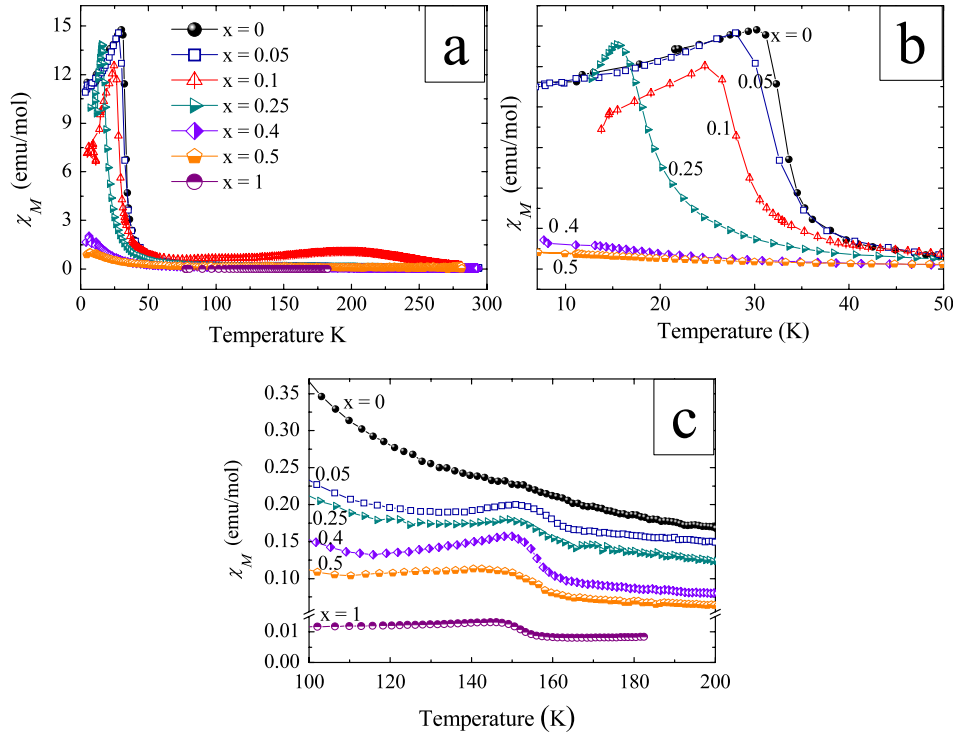 a
15
12
9
6
3
0
χM (emu/mol)
x = 0
x = 0.05
x = 0.1
x = 0.25
x = 0.4
x = 0.5
x = 1
0 50 100 150 200 250 300
Temperature K
b
χM (emu/mol)
x = 0
0.05
0.1
0.25
0.4
0.5
10 20 30 40 50
Temperature (K)
c
0.35
0.30
0.25
0.20
0.15
0.10
0.01
0.00
χM (emu/mol)
x = 0
0.05
0.25
0.4
0.5
x = 1
100 120 140 160 180 200
Temperature (K)